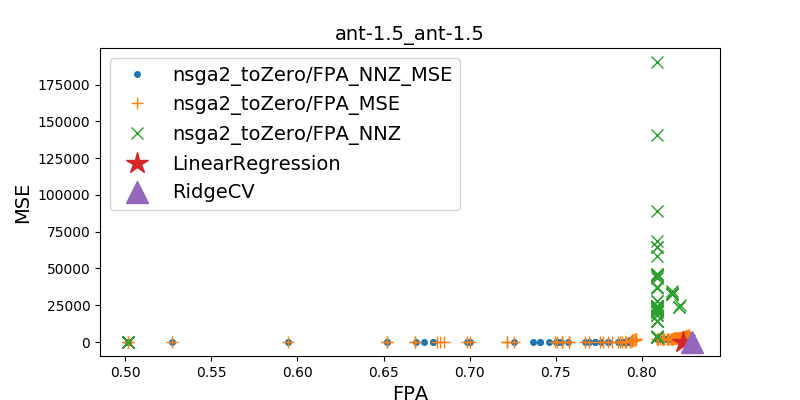 ant-1.5_ant-1.5
MSE
175000
150000
125000
100000
75000
50000
25000
0
nsga2_toZero/FPA_NNZ_MSE
nsga2_toZero/FPA_MSE
nsga2_toZero/FPA_NNZ
LinearRegression
RidgeCV
0.50 0.55 0.60 0.65 0.70 0.75 0.80
FPA